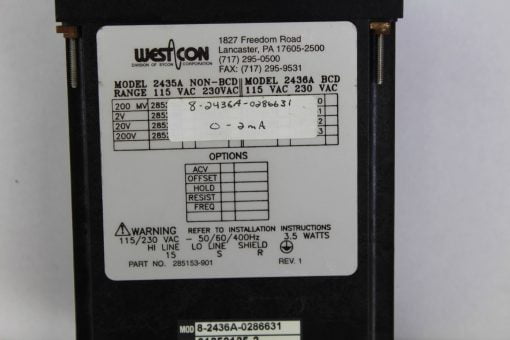 WESTCON
DIVISION OF SYCON CORPORATION
1827 Freedom Road
Lancaster, PA 17605-2500
(717) 295-0500
FAX: (717) 295-9531
MODEL 2435A NON-BCD MODEL 2436A BCD
RANGE 115 VAC 230VAC 115 VAC 230 VAC
200 MV 2852 0
2V 2852 1
20V 2852 2
200V 2852 3
8-2436A-0286631
0-2mA
OPTIONS
ACV
OFFSET
HOLD
RESIST
FREQ
WARNING REFER TO INSTALLATION INSTRUCTIONS
115/230 VAC - 50/60/400Hz 3.5 WATTS
HI LINE LO LINE SHIELD
15 S R
PART NO. 285153-901 REV. 1
MOD 8-2436A-0286631